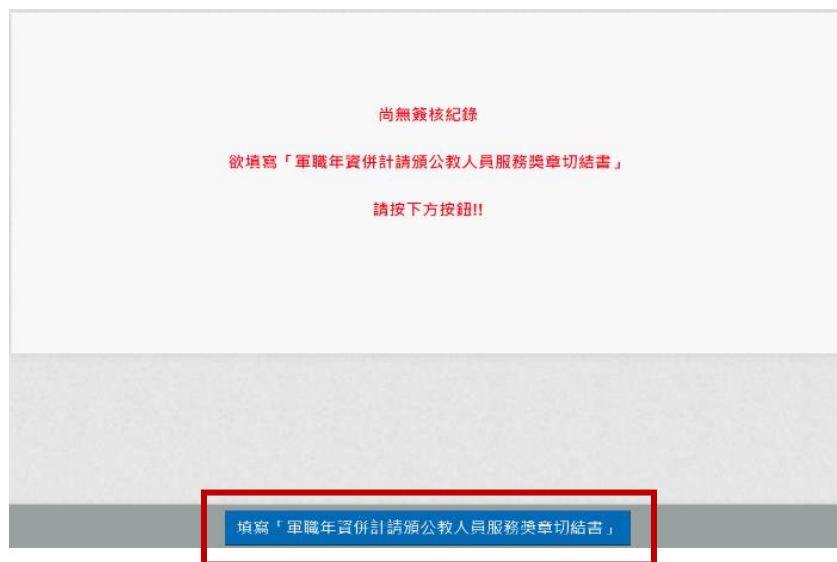 尚無簽核紀錄
欲填寫「軍職年資併計請頒公教人員服務獎章切結書」
請按下方按鈕!!
填寫「軍職年資併計請頒公教人員服務獎章切結書」